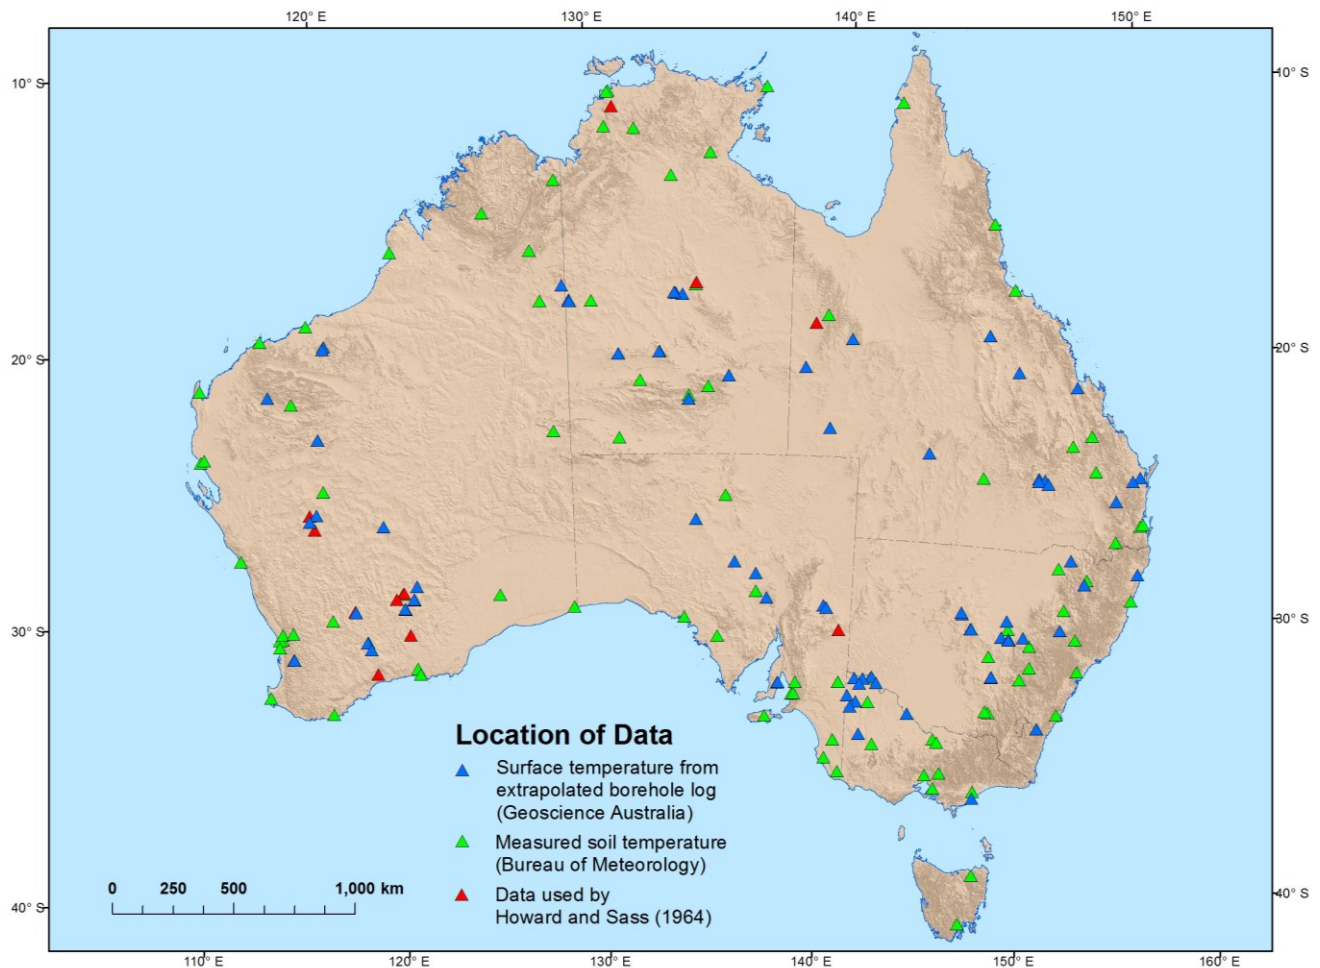 120° E 130° E 140° E 150° E
10° S 10° S
20° S 20° S
30° S 30° S
Location of Data
Surface temperature from
extrapolated borehole log
(Geoscience Australia)
Measured soil temperature
(Bureau of Meteorology)
0 250 500 1,000 km
Data used by
Howard and Sass (1964)
40° S 40° S
110° E 120° E 130° E 140° E 150° E 160° E